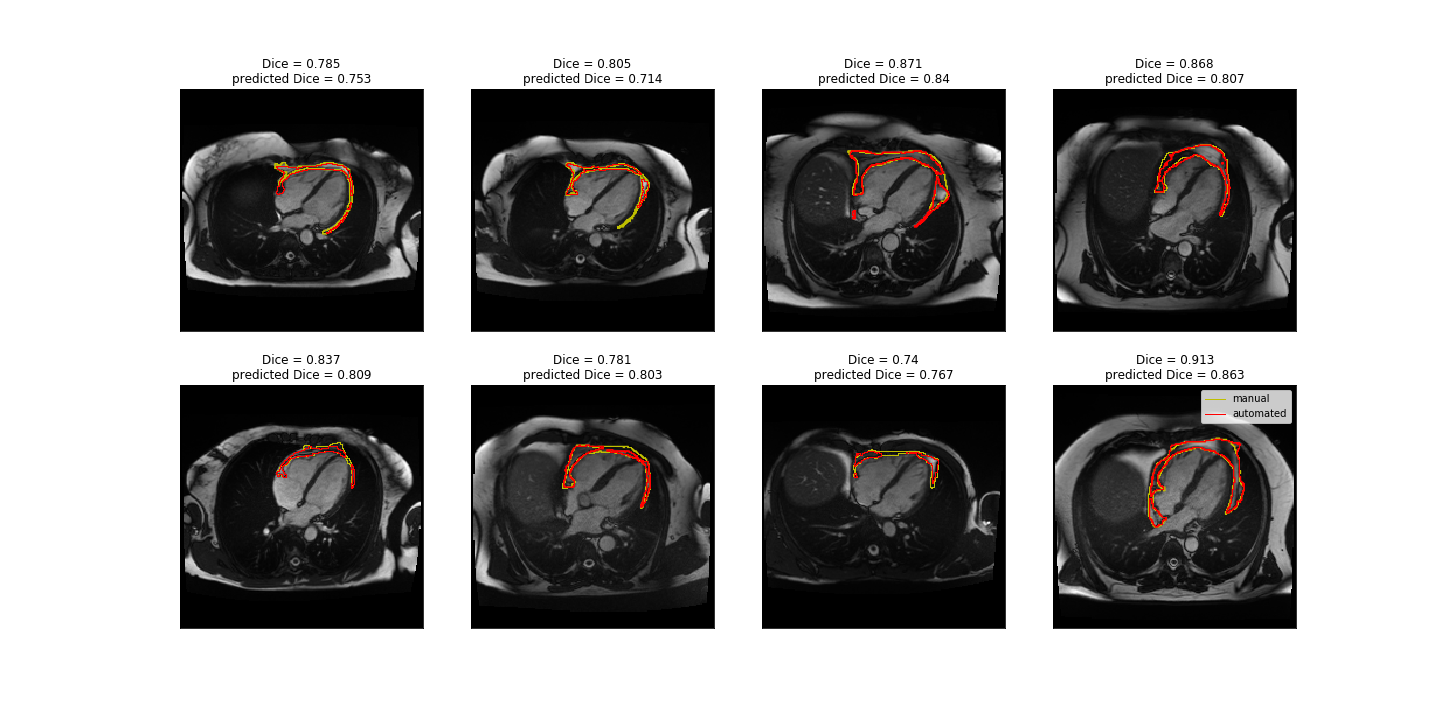 Dice = 0.785
predicted Dice = 0.753
Dice = 0.805
predicted Dice = 0.714
Dice = 0.871
predicted Dice = 0.84
Dice = 0.868
predicted Dice = 0.807
Dice = 0.837
predicted Dice = 0.809
Dice = 0.781
predicted Dice = 0.803
Dice = 0.74
predicted Dice = 0.767
Dice = 0.913
predicted Dice = 0.863
manual
automated